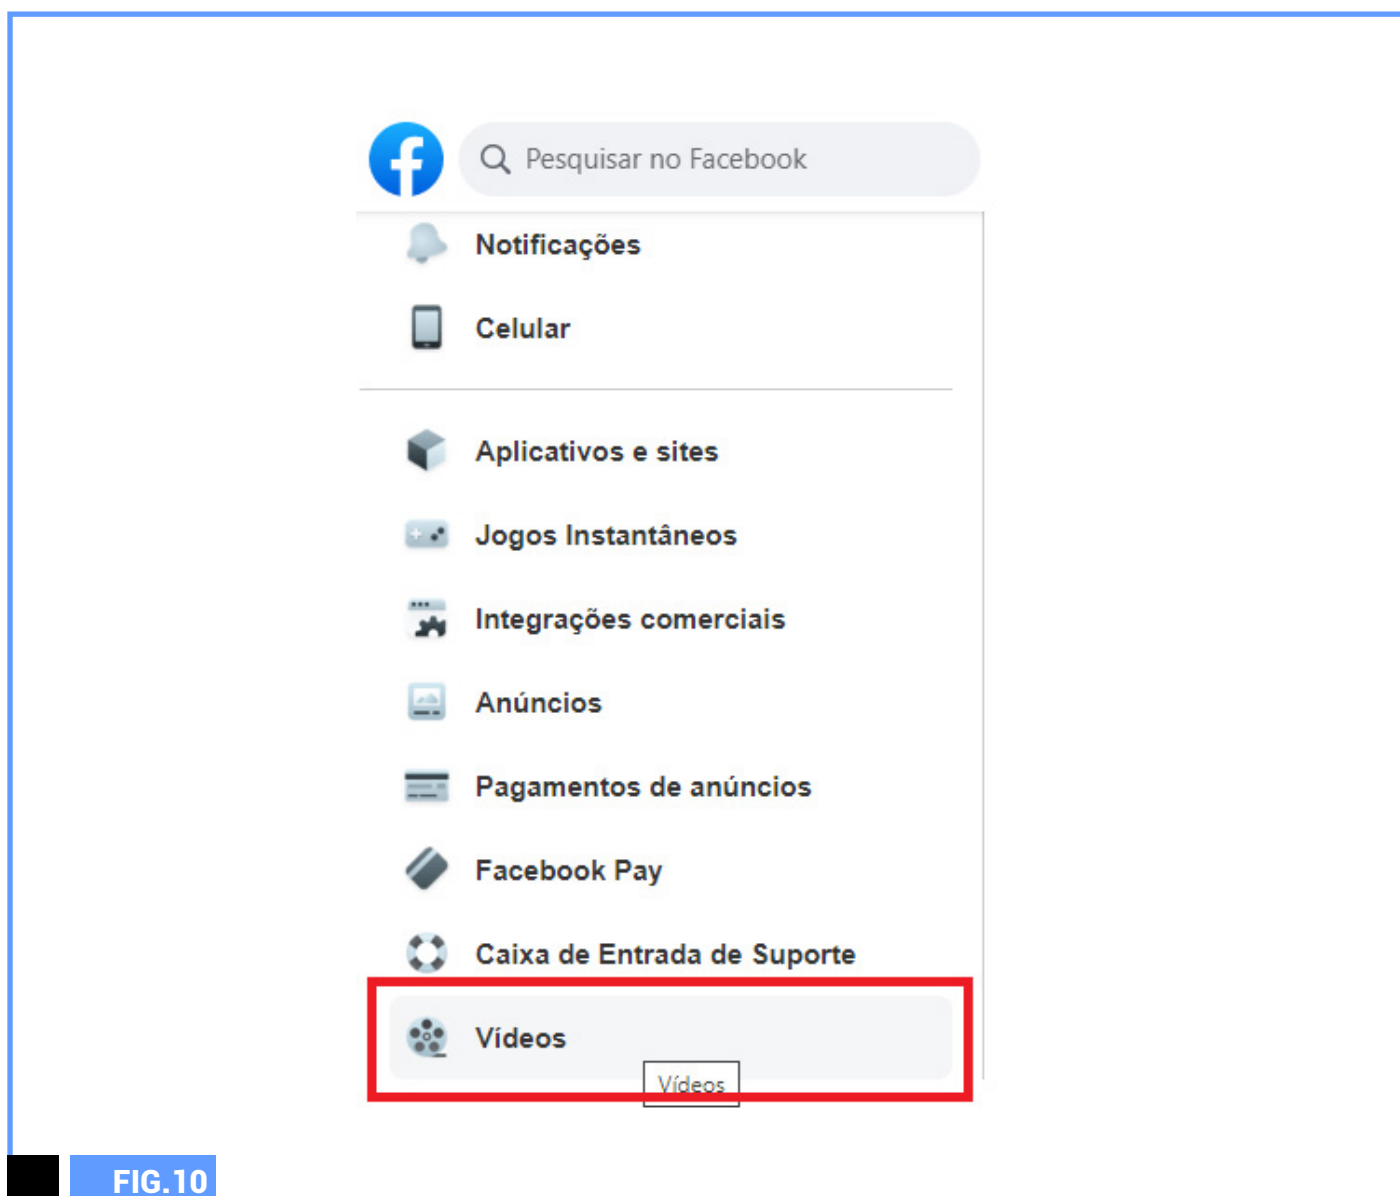 Pesquisar no Facebook
Notificações
Celular
Aplicativos e sites
Jogos Instantâneos
Integrações comerciais
Anúncios
Pagamentos de anúncios
Facebook Pay
Caixa de Entrada de Suporte
Vídeos
Vídeos
FIG.10